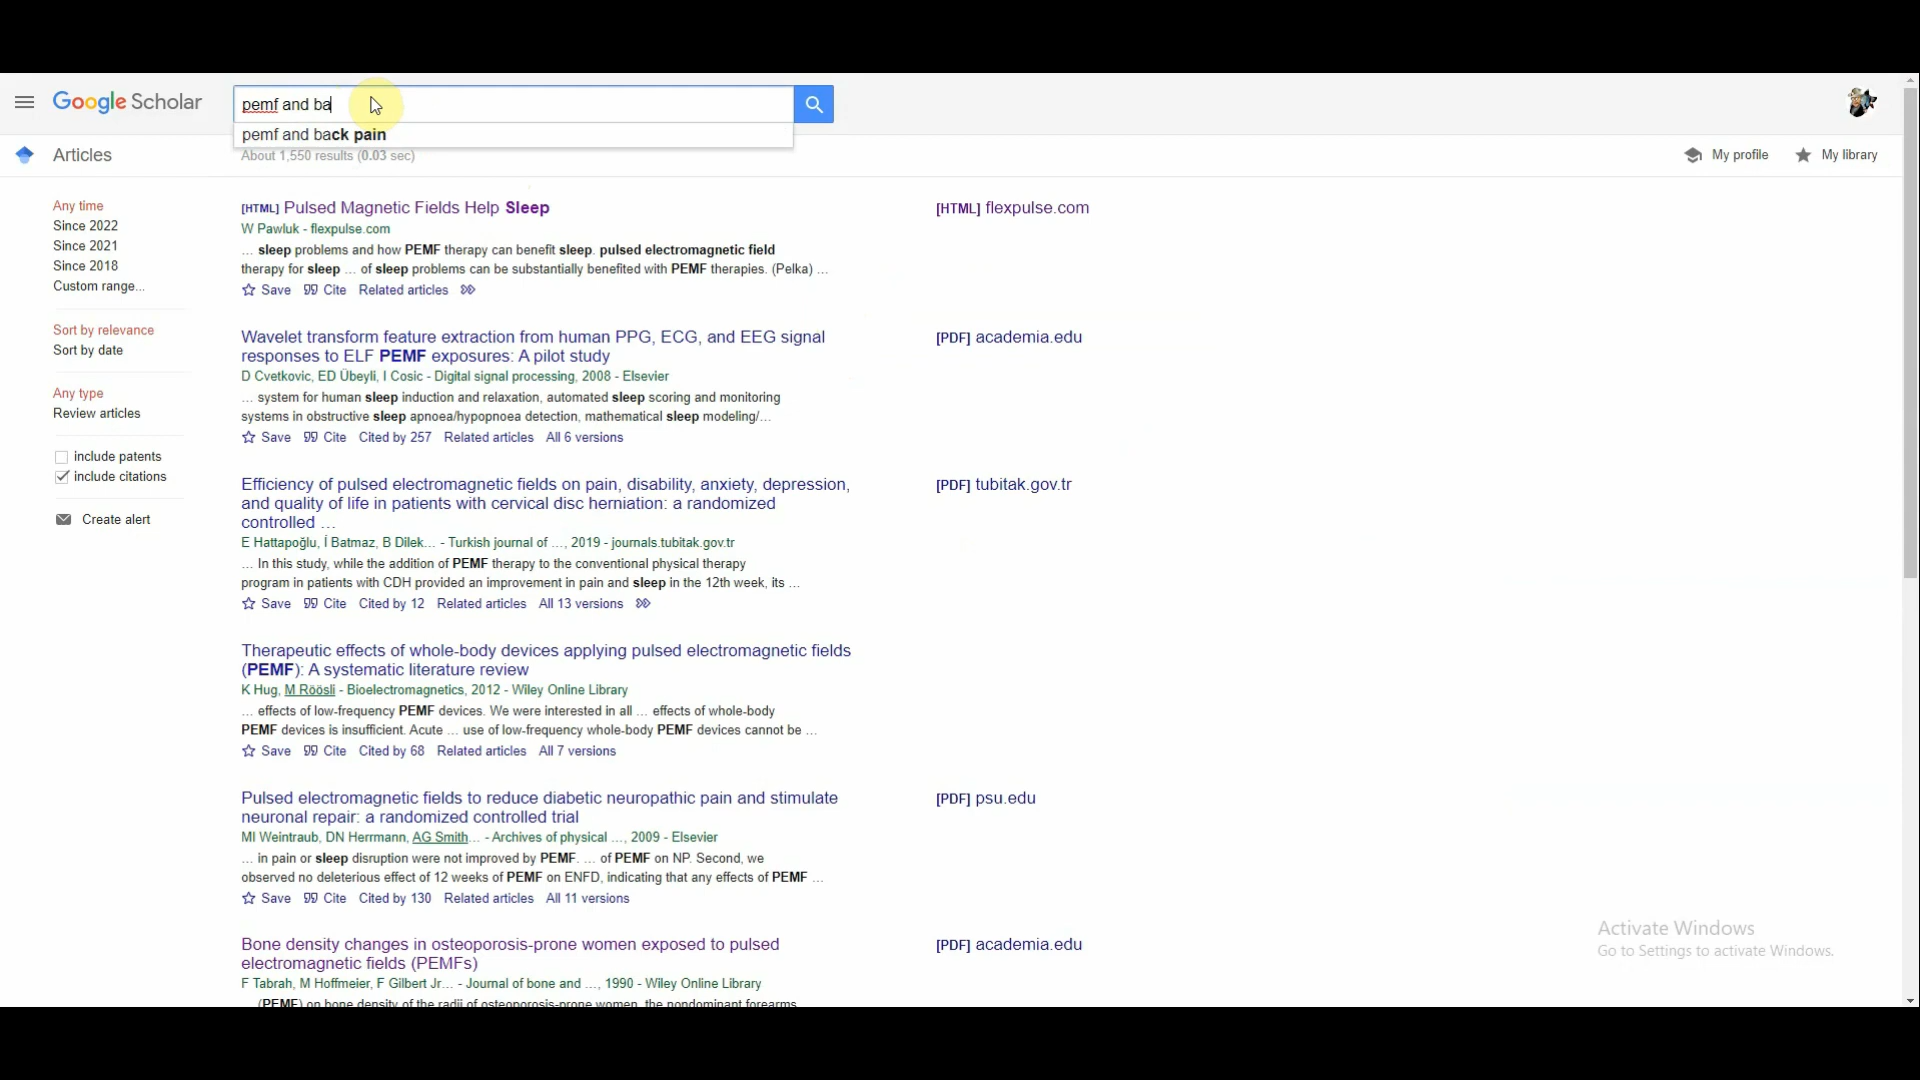 Google Scholar
pemf and ba
pemf and back pain
Articles
About 1,550 results (0.03 sec)
My profile
My library
Any time
Since 2022
Since 2021
Since 2018
Custom range...
Sort by relevance
Sort by date
Any type
Review articles
include patents
include citations
Create alert
[HTML] Pulsed Magnetic Fields Help Sleep
W Pawluk - flexpulse.com
... sleep problems and how PEMF therapy can benefit sleep. pulsed electromagnetic field
therapy for sleep ... of sleep problems can be substantially benefited with PEMF therapies. (Pelka) ...
Save Cite Related articles
[HTML] flexpulse.com
Wavelet transform feature extraction from human PPG, ECG, and EEG signal
responses to ELF PEMF exposures: A pilot study
D Cvetkovic, ED Übeyli, I Cosic - Digital signal processing, 2008 - Elsevier
... system for human sleep induction and relaxation, automated sleep scoring and monitoring
systems in obstructive sleep apnoea/hypopnoea detection, mathematical sleep modeling/...
Save Cite Cited by 257 Related articles All 6 versions
[PDF] academia.edu
Efficiency of pulsed electromagnetic fields on pain, disability, anxiety, depression,
and quality of life in patients with cervical disc herniation: a randomized
controlled ...
E Hattapoğlu, İ Batmaz, B Dilek... - Turkish journal of ..., 2019 - journals.tubitak.gov.tr
... In this study, while the addition of PEMF therapy to the conventional physical therapy
program in patients with CDH provided an improvement in pain and sleep in the 12th week, its ...
Save Cite Cited by 12 Related articles All 13 versions
[PDF] tubitak.gov.tr
Therapeutic effects of whole-body devices applying pulsed electromagnetic fields
(PEMF): A systematic literature review
K Hug, M Röösli - Bioelectromagnetics, 2012 - Wiley Online Library
... effects of low-frequency PEMF devices. We were interested in all ... effects of whole-body
PEMF devices is insufficient. Acute ... use of low-frequency whole-body PEMF devices cannot be ...
Save Cite Cited by 68 Related articles All 7 versions
Pulsed electromagnetic fields to reduce diabetic neuropathic pain and stimulate
neuronal repair: a randomized controlled trial
MI Weintraub, DN Herrmann, AG Smith... - Archives of physical ..., 2009 - Elsevier
... in pain or sleep disruption were not improved by PEMF. ... of PEMF on NP. Second, we
observed no deleterious effect of 12 weeks of PEMF on ENFD, indicating that any effects of PEMF ...
Save Cite Cited by 130 Related articles All 11 versions
[PDF] psu.edu
Bone density changes in osteoporosis-prone women exposed to pulsed
electromagnetic fields (PEMFs)
F Tabrah, M Hoffmeier, F Gilbert Jr... - Journal of bone and ..., 1990 - Wiley Online Library
(PEMF) on bone density of the radii of osteoporosis-prone women. the nondominant forearms
[PDF] academia.edu
Activate Windows
Go to Settings to activate Windows.